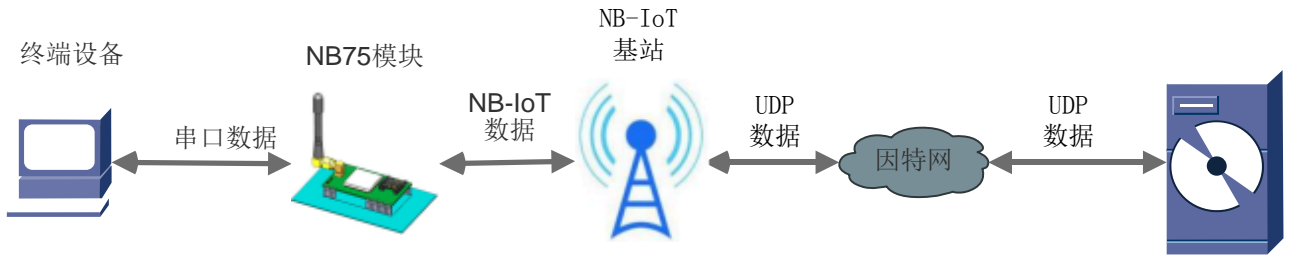 终端设备
串口数据
NB75模块
NB-IoT
数据
NB-IoT
基站
UDP
数据
因特网
UDP
数据